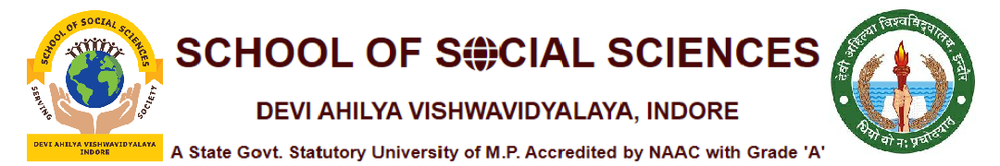 SCHOOL OF SOCIAL SCIENCES
SERVING
SOCIETY
DEVI AHILYA VISHWAVIDYALAYA
INDORE
SCHOOL OF SOCIAL SCIENCES
DEVI AHILYA VISHWAVIDYALAYA, INDORE
A State Govt. Statutory University of M.P. Accredited by NAAC with Grade 'A'
देवी अहिल्या विश्वविद्यालय, इन्दौर
धियो यो नः प्रचोदयात